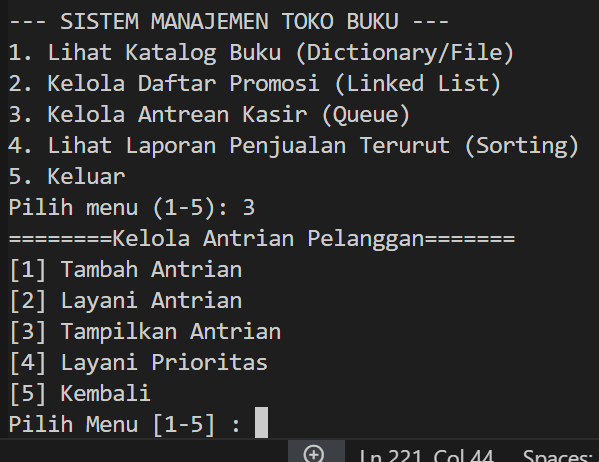 --- SISTEM MANAJEMEN TOKO BUKU ---
1. Lihat Katalog Buku (Dictionary/File)
2. Kelola Daftar Promosi (Linked List)
3. Kelola Antrean Kasir (Queue)
4. Lihat Laporan Penjualan Terurut (Sorting)
5. Keluar
Pilih menu (1-5): 3
========Kelola Antrian Pelanggan=======
[1] Tambah Antrian
[2] Layani Antrian
[3] Tampilkan Antrian
[4] Layani Prioritas
[5] Kembali
Pilih Menu [1-5] :
Ln 221, Col 44 Spaces: